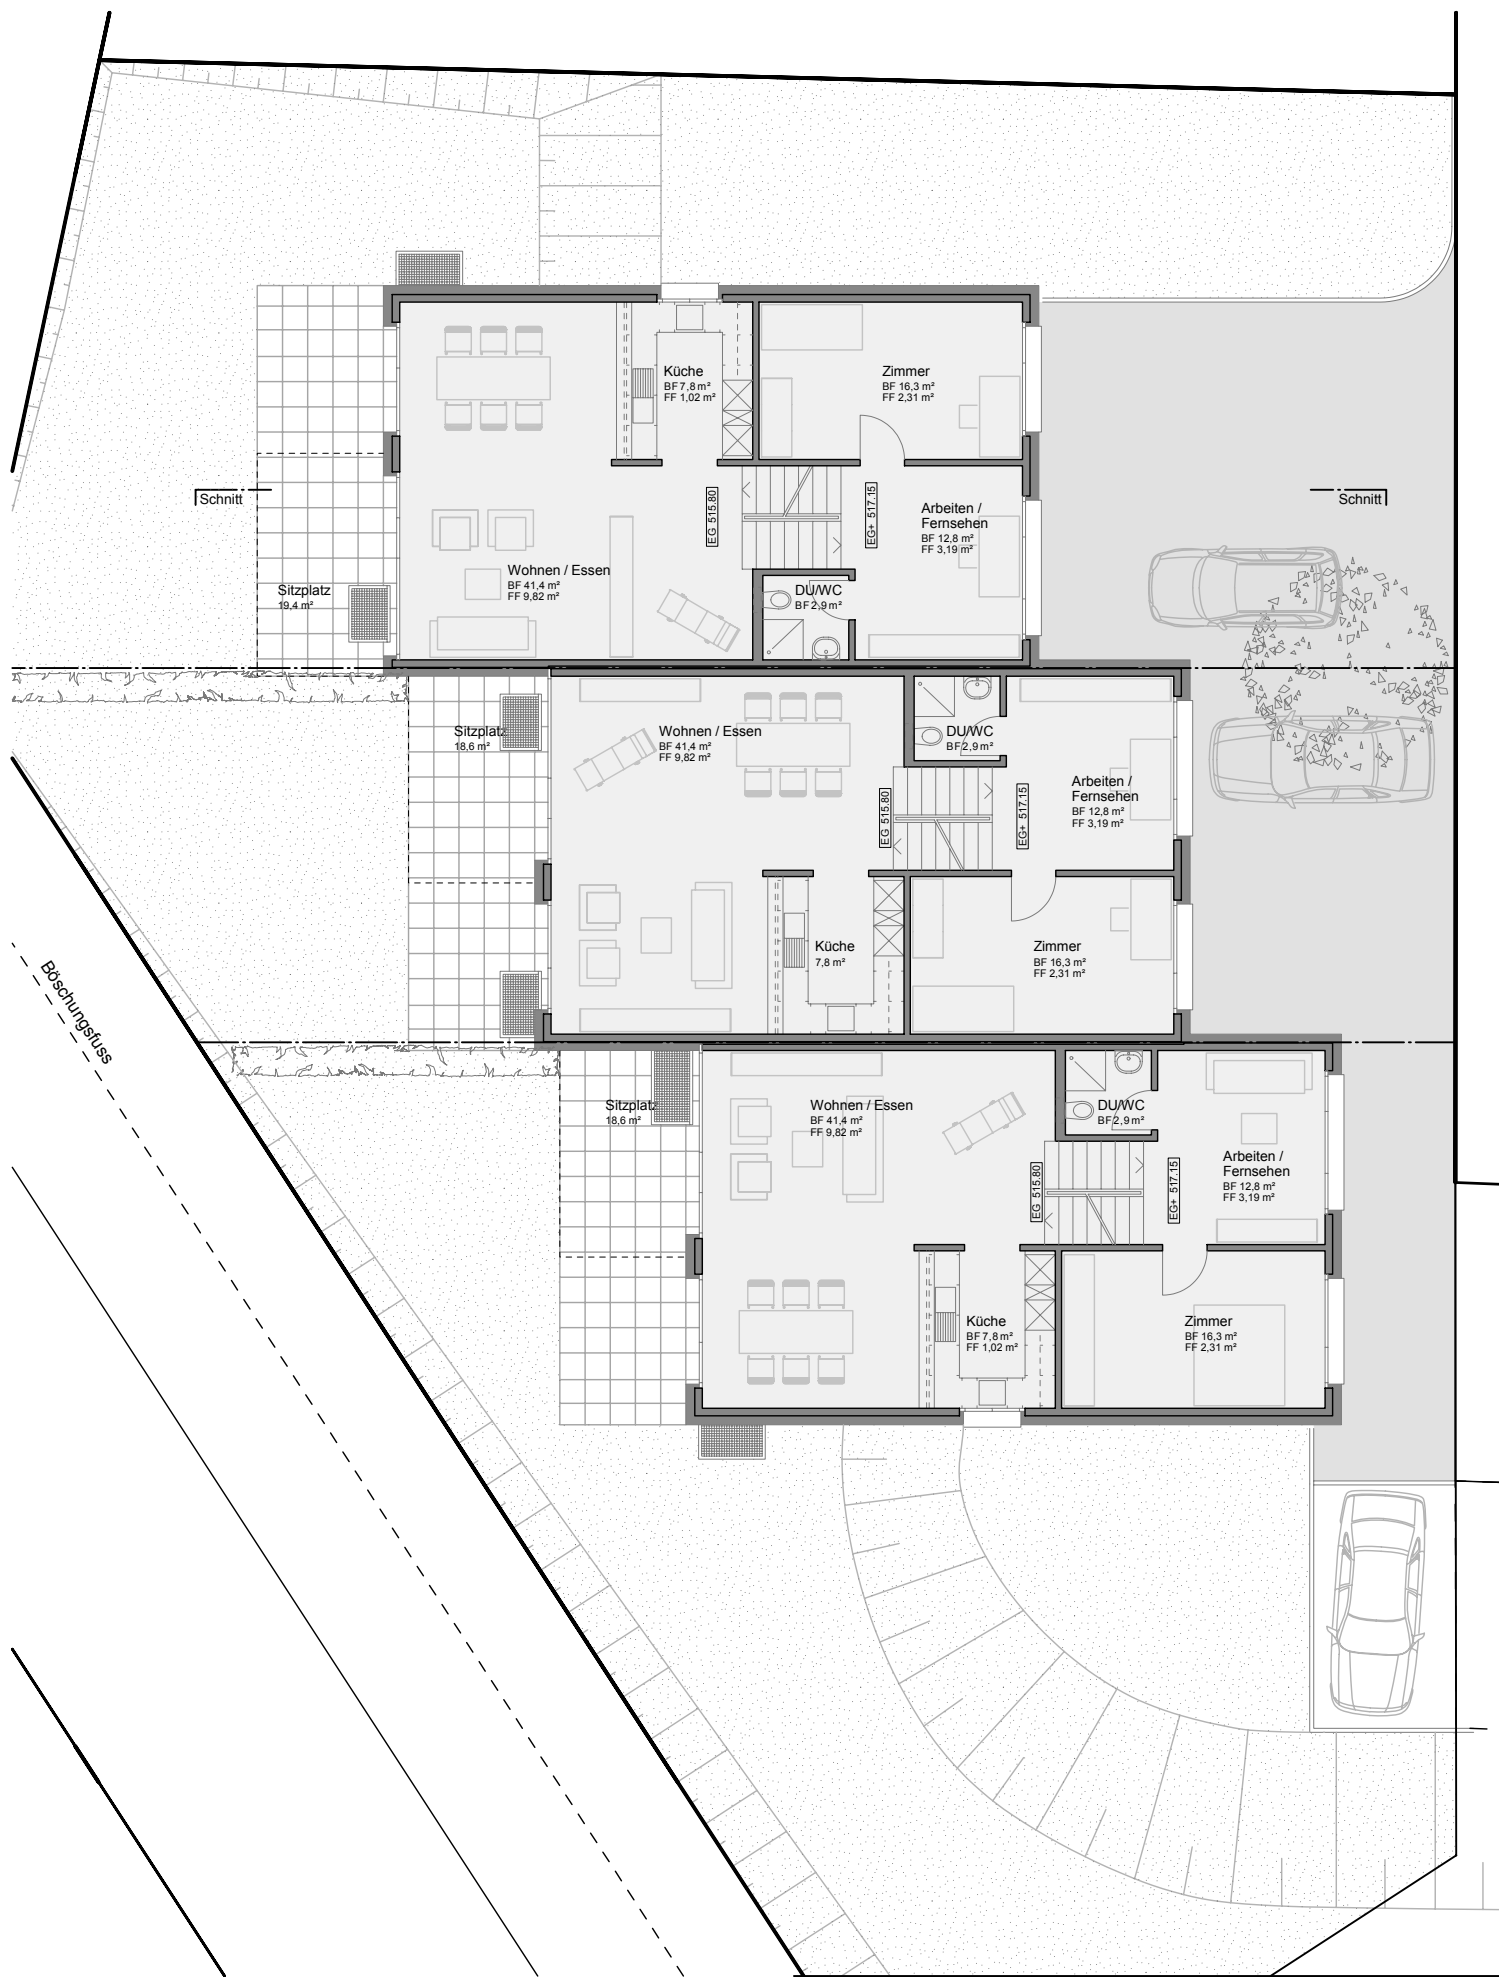 Küche
BF 7,8 m²
FF 1,02 m²
Zimmer
BF 16,3 m²
FF 2,31 m²
Schnitt
Schnitt
EG 515.80
EG+ 517.15
Arbeiten /
Fernsehen
BF 12,8 m²
FF 3,19 m²
Wohnen / Essen
BF 41,4 m²
FF 9,82 m²
Sitzplatz
19,4 m²
DU/WC
BF 2,9 m²
Sitzplatz
18,6 m²
Wohnen / Essen
BF 41,4 m²
FF 9,82 m²
DU/WC
BF 2,9 m²
Arbeiten /
Fernsehen
BF 12,8 m²
FF 3,19 m²
EG 515.80
EG+ 517.15
Küche
7,8 m²
Zimmer
BF 16,3 m²
FF 2,31 m²
Böschungsfuss
Sitzplatz
18,6 m²
Wohnen / Essen
BF 41,4 m²
FF 9,82 m²
DU/WC
BF 2,9 m²
Arbeiten /
Fernsehen
BF 12,8 m²
FF 3,19 m²
EG 515.80
EG+ 517.15
Küche
BF 7,8 m²
FF 1,02 m²
Zimmer
BF 16,3 m²
FF 2,31 m²